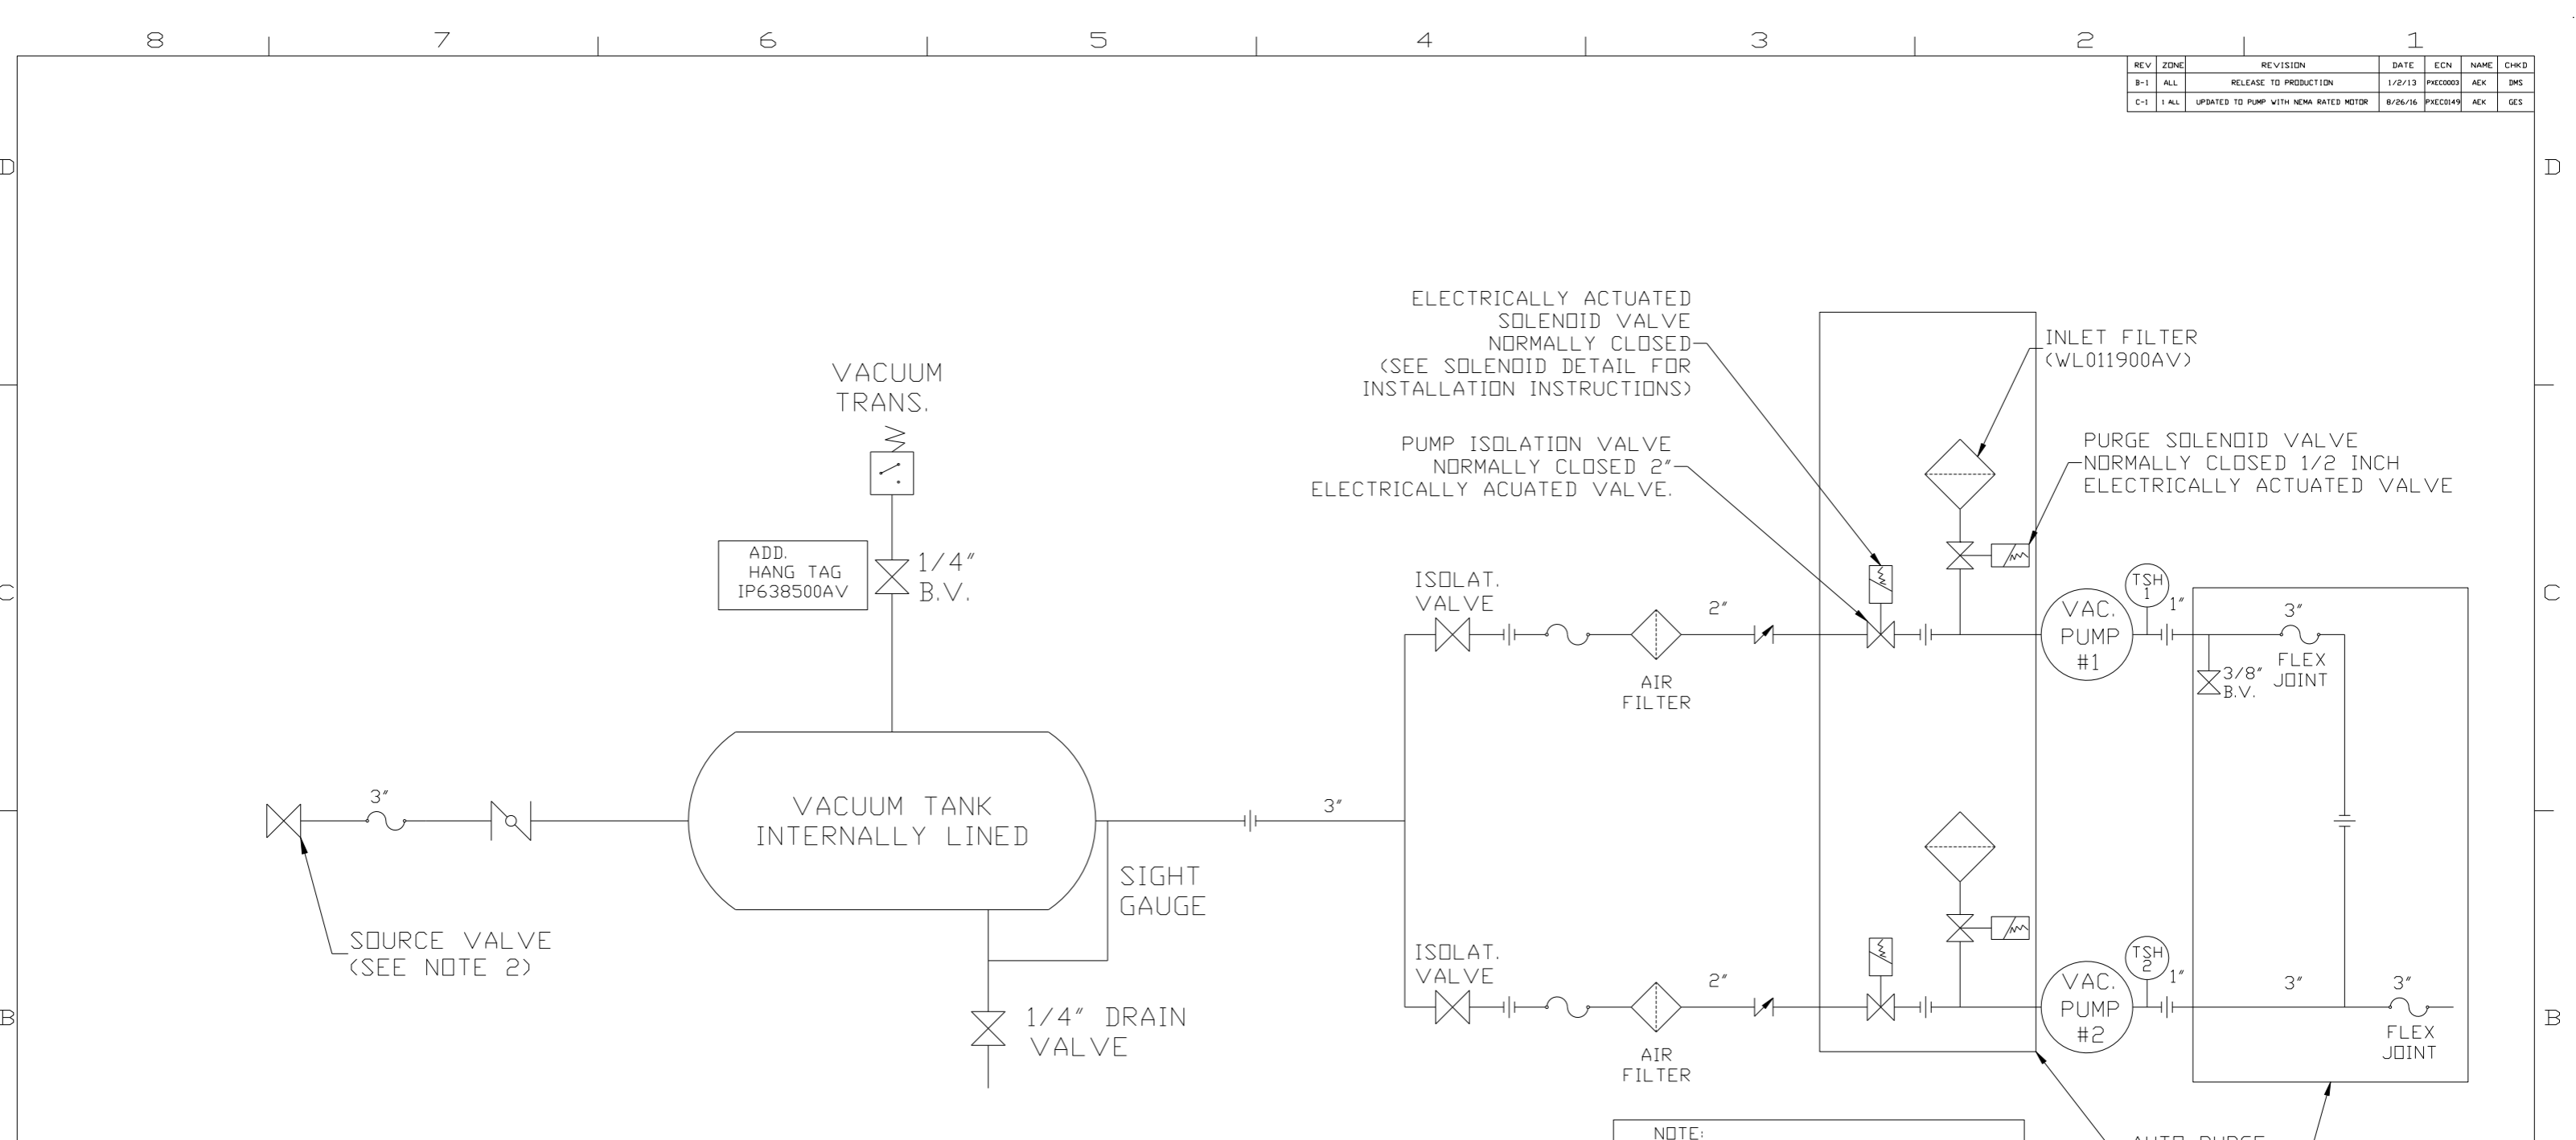 8 7 6 5 4 3 2 1
REV ZONE REVISION DATE ECN NAME CHKD
B-1 ALL RELEASE TO PRODUCTION 1/2/13 PXEC0003 AEK DMS
C-1 1 ALL UPDATED TO PUMP WITH NEMA RATED MOTOR 8/26/16 PXEC0149 AEK GES
D
D
ELECTRICALLY ACTUATED
SOLENOID VALVE
NORMALLY CLOSED
(SEE SOLENOID DETAIL FOR
INSTALLATION INSTRUCTIONS)
INLET FILTER
(WL011900AV)
VACUUM
TRANS.
PUMP ISOLATION VALVE
NORMALLY CLOSED 2"
ELECTRICALLY ACUATED VALVE.
PURGE SOLENOID VALVE
NORMALLY CLOSED 1/2 INCH
ELECTRICALLY ACTUATED VALVE
ADD.
HANG TAG
IP638500AV
1/4"
B.V.
C
C
ISOLAT.
VALVE
2"
AIR
FILTER
VAC.
PUMP
#1
TSH
1
1"
3"
FLEX
JOINT
3/8"
B.V.
3"
VACUUM TANK
INTERNALLY LINED
3"
SIGHT
GAUGE
SOURCE VALVE
(SEE NOTE 2)
1/4" DRAIN
VALVE
B
B
ISOLAT.
VALVE
2"
AIR
FILTER
VAC.
PUMP
#2
TSH
2
1"
3"
3"
FLEX
JOINT
NOTE:
AUTO PURGE